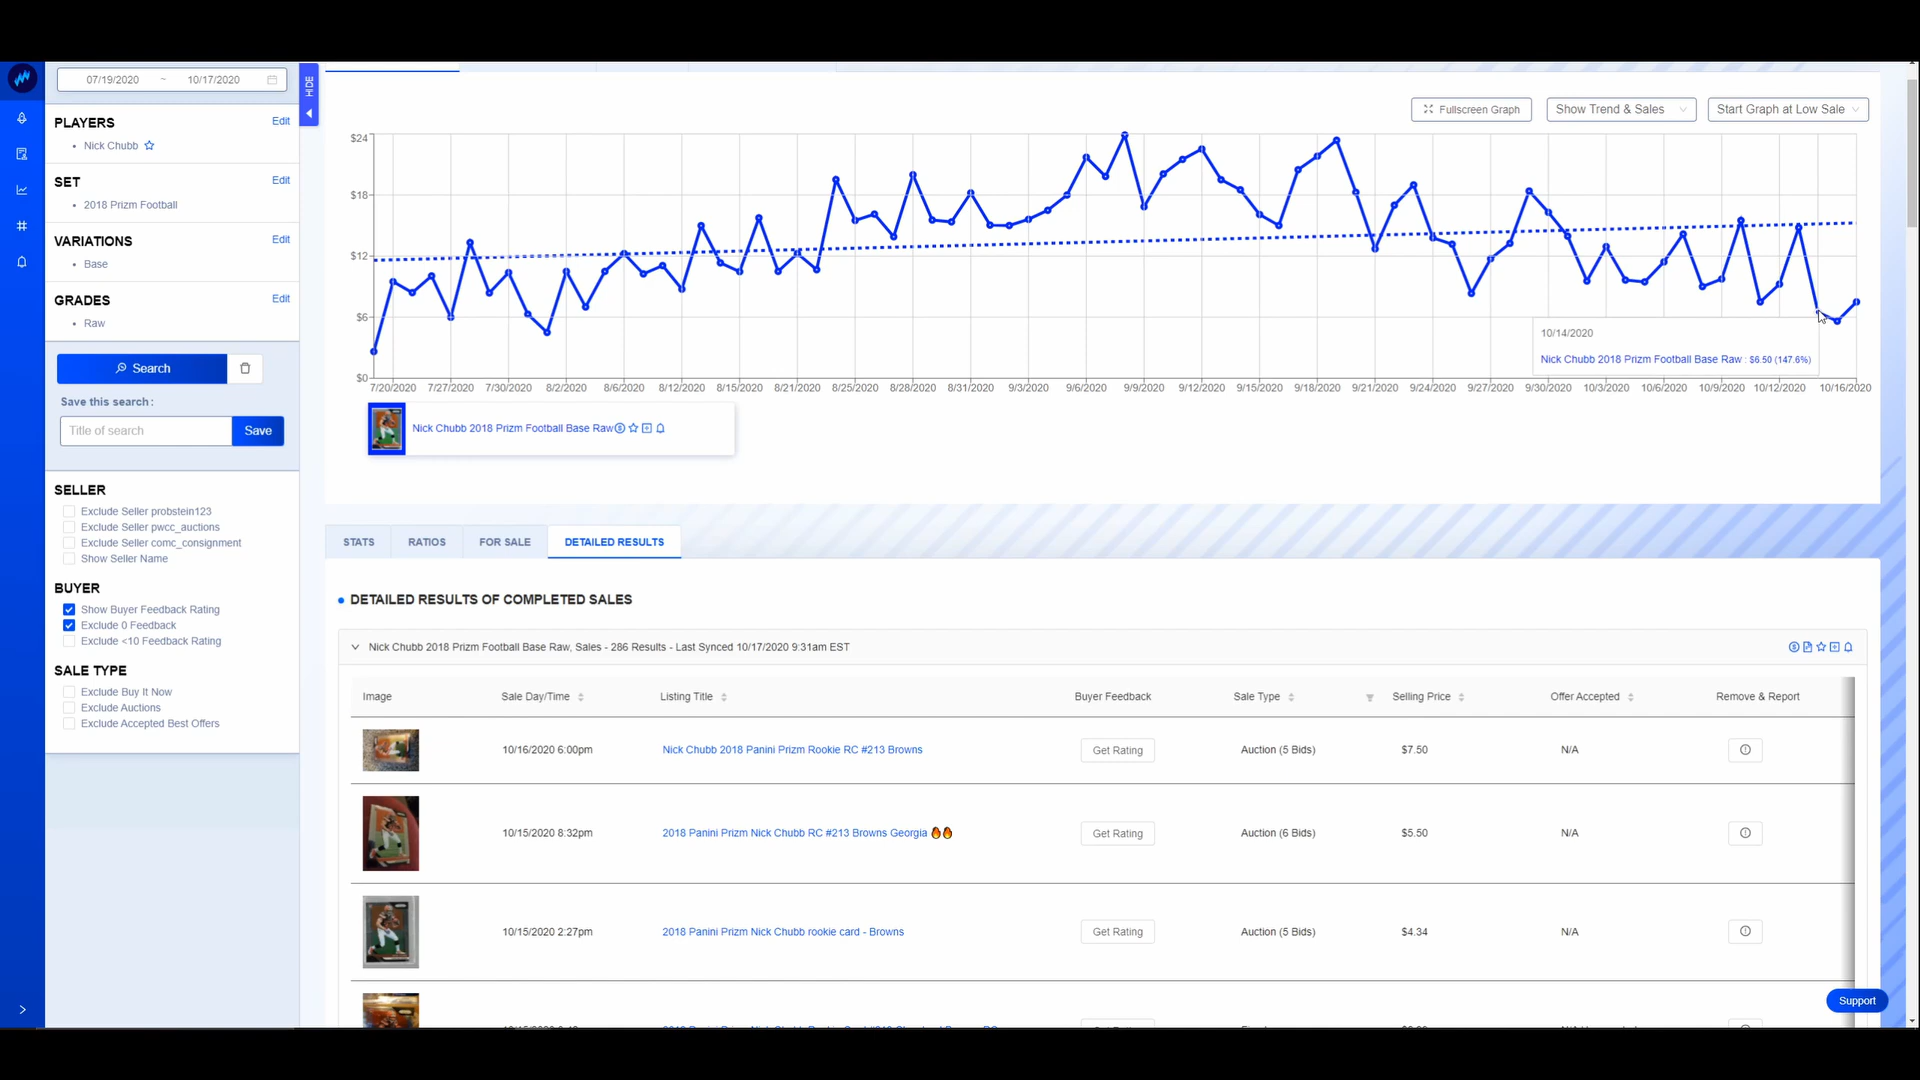 07/19/2020 ~ 10/17/2020
HIDE
PLAYERS Edit
Nick Chubb
SET Edit
2018 Prizm Football
VARIATIONS Edit
Base
GRADES Edit
Raw
Search
Save this search:
Title of search Save
SELLER
Exclude Seller probstein123
Exclude Seller pwcc_auctions
Exclude Seller comc_consignment
Show Seller Name
BUYER
Show Buyer Feedback Rating
Exclude 0 Feedback
Exclude <10 Feedback Rating
SALE TYPE
Exclude Buy It Now
Exclude Auctions
Exclude Accepted Best Offers
Fullscreen Graph Show Trend & Sales Start Graph at Low Sale
$24
$18
$12
$6
$0
10/14/2020
Nick Chubb 2018 Prizm Football Base Raw : $6.50 (147.6%)
7/20/2020 7/27/2020 7/30/2020 8/2/2020 8/6/2020 8/12/2020 8/15/2020 8/21/2020 8/25/2020 8/28/2020 8/31/2020 9/3/2020 9/6/2020 9/9/2020 9/12/2020 9/15/2020 9/18/2020 9/21/2020 9/24/2020 9/27/2020 9/30/2020 10/3/2020 10/6/2020 10/9/2020 10/12/2020 10/16/2020
Nick Chubb 2018 Prizm Football Base Raw
STATS RATIOS FOR SALE DETAILED RESULTS
DETAILED RESULTS OF COMPLETED SALES
Nick Chubb 2018 Prizm Football Base Raw, Sales - 286 Results - Last Synced 10/17/2020 9:31am EST
Image Sale Day/Time Listing Title Buyer Feedback Sale Type Selling Price Offer Accepted Remove & Report
10/16/2020 6:00pm Nick Chubb 2018 Panini Prizm Rookie RC #213 Browns Get Rating Auction (5 Bids) $7.50 N/A
10/15/2020 8:32pm 2018 Panini Prizm Nick Chubb RC #213 Browns Georgia 🔥🔥 Get Rating Auction (6 Bids) $5.50 N/A
10/15/2020 2:27pm 2018 Panini Prizm Nick Chubb rookie card - Browns Get Rating Auction (5 Bids) $4.34 N/A
Support